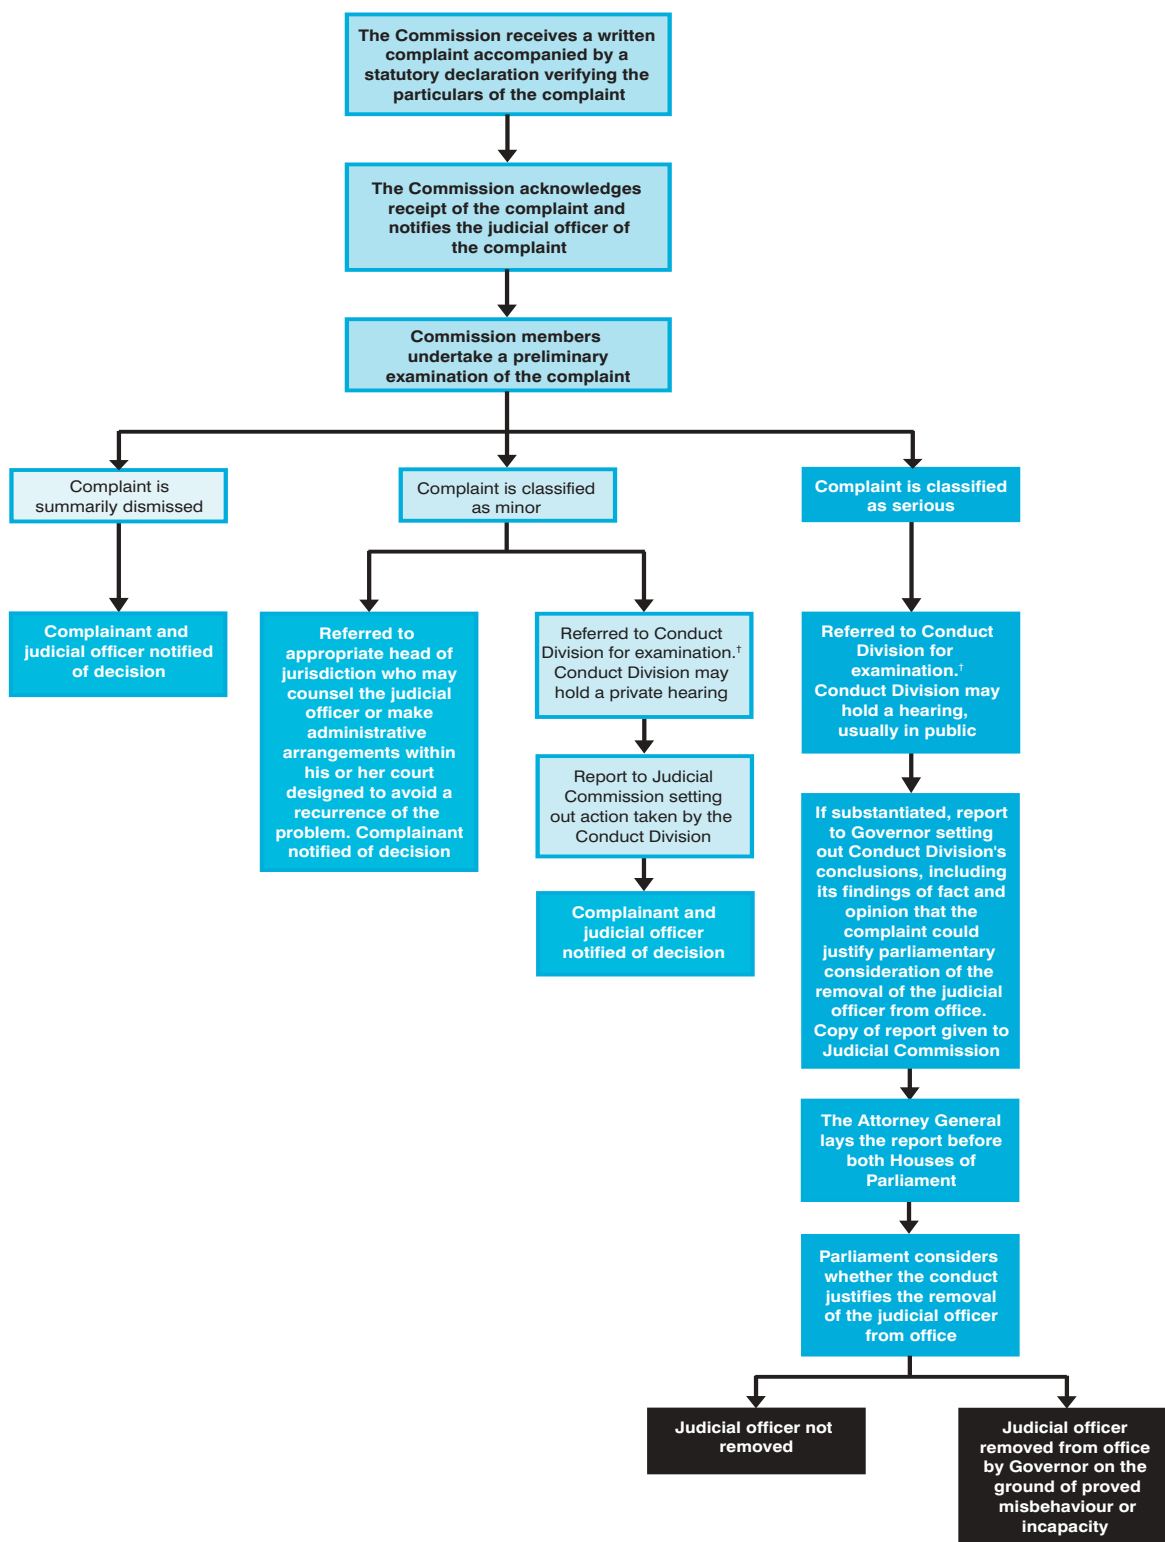 The Commission receives a written
complaint accompanied by a
statutory declaration verifying the
particulars of the complaint
The Commission acknowledges
receipt of the complaint and
notifies the judicial officer of
the complaint
Commission members
undertake a preliminary
examination of the complaint
Complaint is
summarily dismissed
Complaint is classified
as minor
Complaint is classified
as serious
Complainant and
judicial officer notified
of decision
Referred to
appropriate head of
jurisdiction who may
counsel the judicial
officer or make
administrative
arrangements within
his or her court
designed to avoid a
recurrence of the
problem. Complainant
notified of decision
Referred to Conduct
Division for examination.†
Conduct Division may
hold a private hearing
Report to Judicial
Commission setting
out action taken by the
Conduct Division
Complainant and
judicial officer
notified of decision
Referred to Conduct
Division for
examination.†
Conduct Division may
hold a hearing,
usually in public
If substantiated, report
to Governor setting
out Conduct Division's
conclusions, including
its findings of fact and
opinion that the
complaint could
justify parliamentary
consideration of the
removal of the judicial
officer from office.
Copy of report given to
Judicial Commission
The Attorney General
lays the report before
both Houses of
Parliament
Parliament considers
whether the conduct
justifies the removal
of the judicial officer
from office
Judicial officer not
removed
Judicial officer
removed from office
by Governor on the
ground of proved
misbehaviour or
incapacity